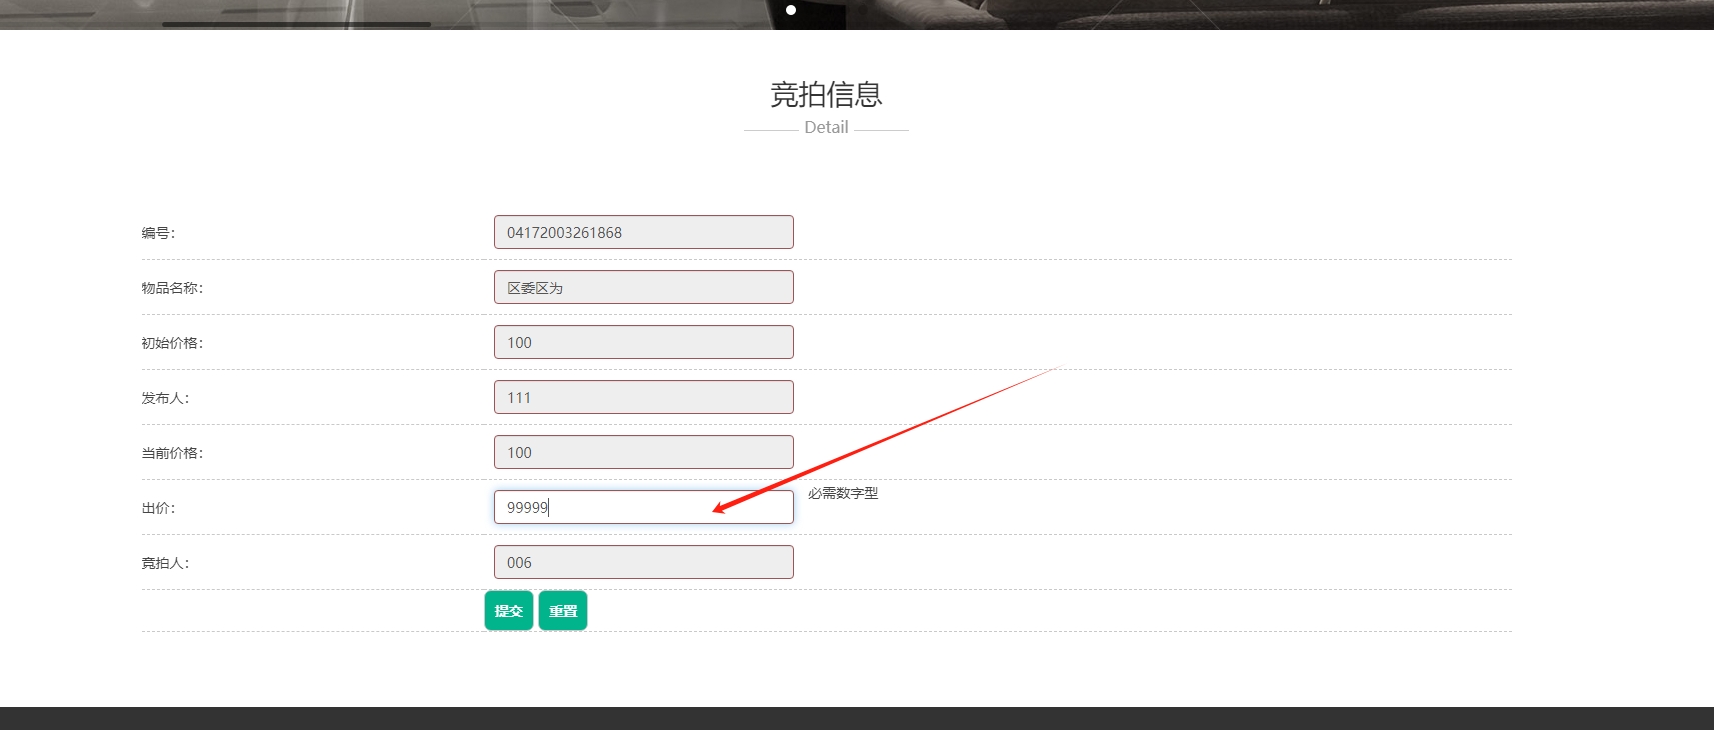 竞拍信息
Detail
编号： 04172003261868
物品名称： 区委区为
初始价格： 100
发布人： 111
当前价格： 100
出价： 99999 必需数字型
竞拍人： 006
提交 重置